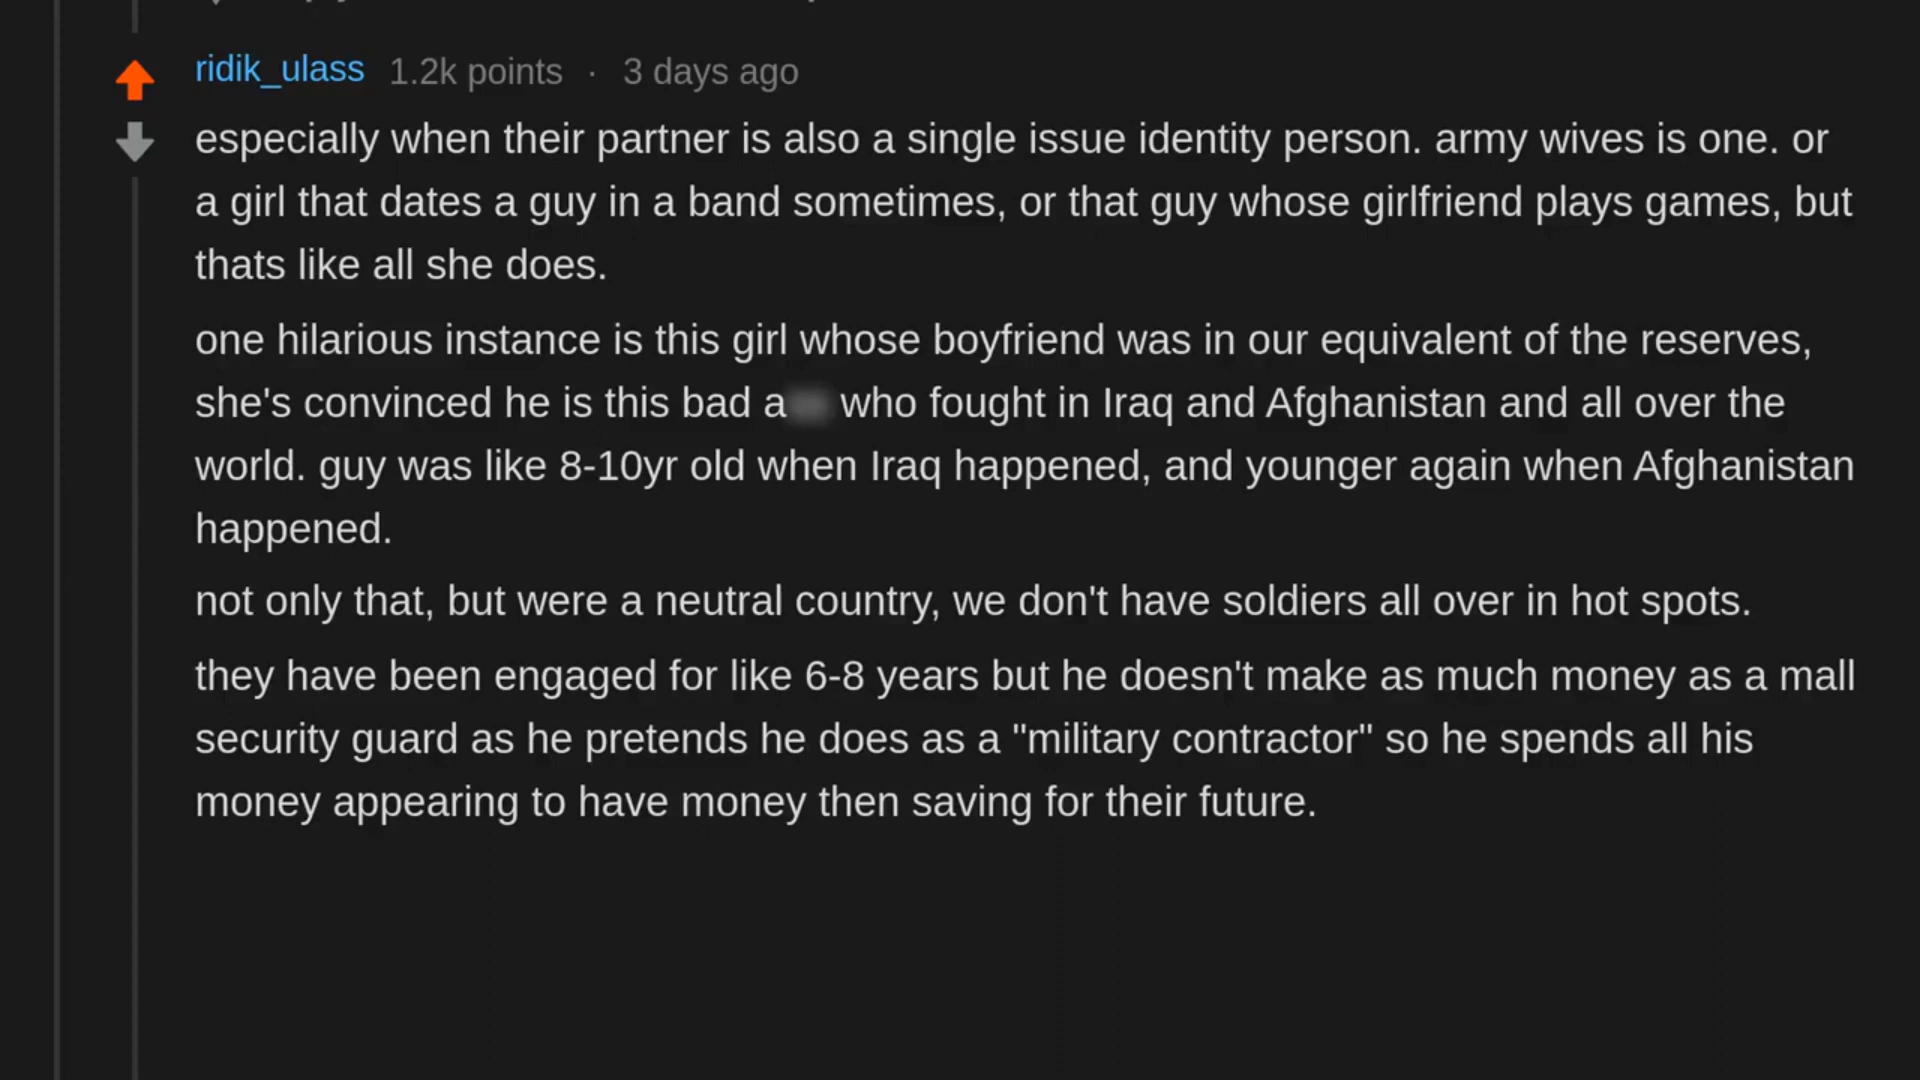 ridik_ulass 1.2k points · 3 days ago
especially when their partner is also a single issue identity person. army wives is one. or
a girl that dates a guy in a band sometimes, or that guy whose girlfriend plays games, but
thats like all she does.
one hilarious instance is this girl whose boyfriend was in our equivalent of the reserves,
she's convinced he is this bad a who fought in Iraq and Afghanistan and all over the
world. guy was like 8-10yr old when Iraq happened, and younger again when Afghanistan
happened.
not only that, but were a neutral country, we don't have soldiers all over in hot spots.
they have been engaged for like 6-8 years but he doesn't make as much money as a mall
security guard as he pretends he does as a "military contractor" so he spends all his
money appearing to have money then saving for their future.